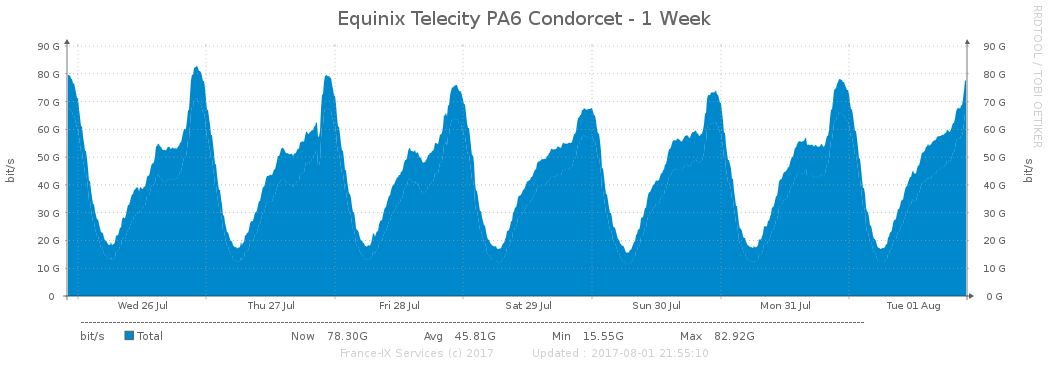 Equinix Telecity PA6 Condorcet - 1 Week
RRDTOOL / TOBI OETIKER
bit/s
90 G 90 G
80 G 80 G
70 G 70 G
60 G 60 G
50 G 50 G
40 G 40 G
30 G 30 G
20 G 20 G
10 G 10 G
0 0 G
bit/s
Wed 26 Jul Thu 27 Jul Fri 28 Jul Sat 29 Jul Sun 30 Jul Mon 31 Jul Tue 01 Aug
bit/s Total Now 78.30G Avg 45.81G Min 15.55G Max 82.92G
France-IX Services (c) 2017 Updated : 2017-08-01 21:55:10